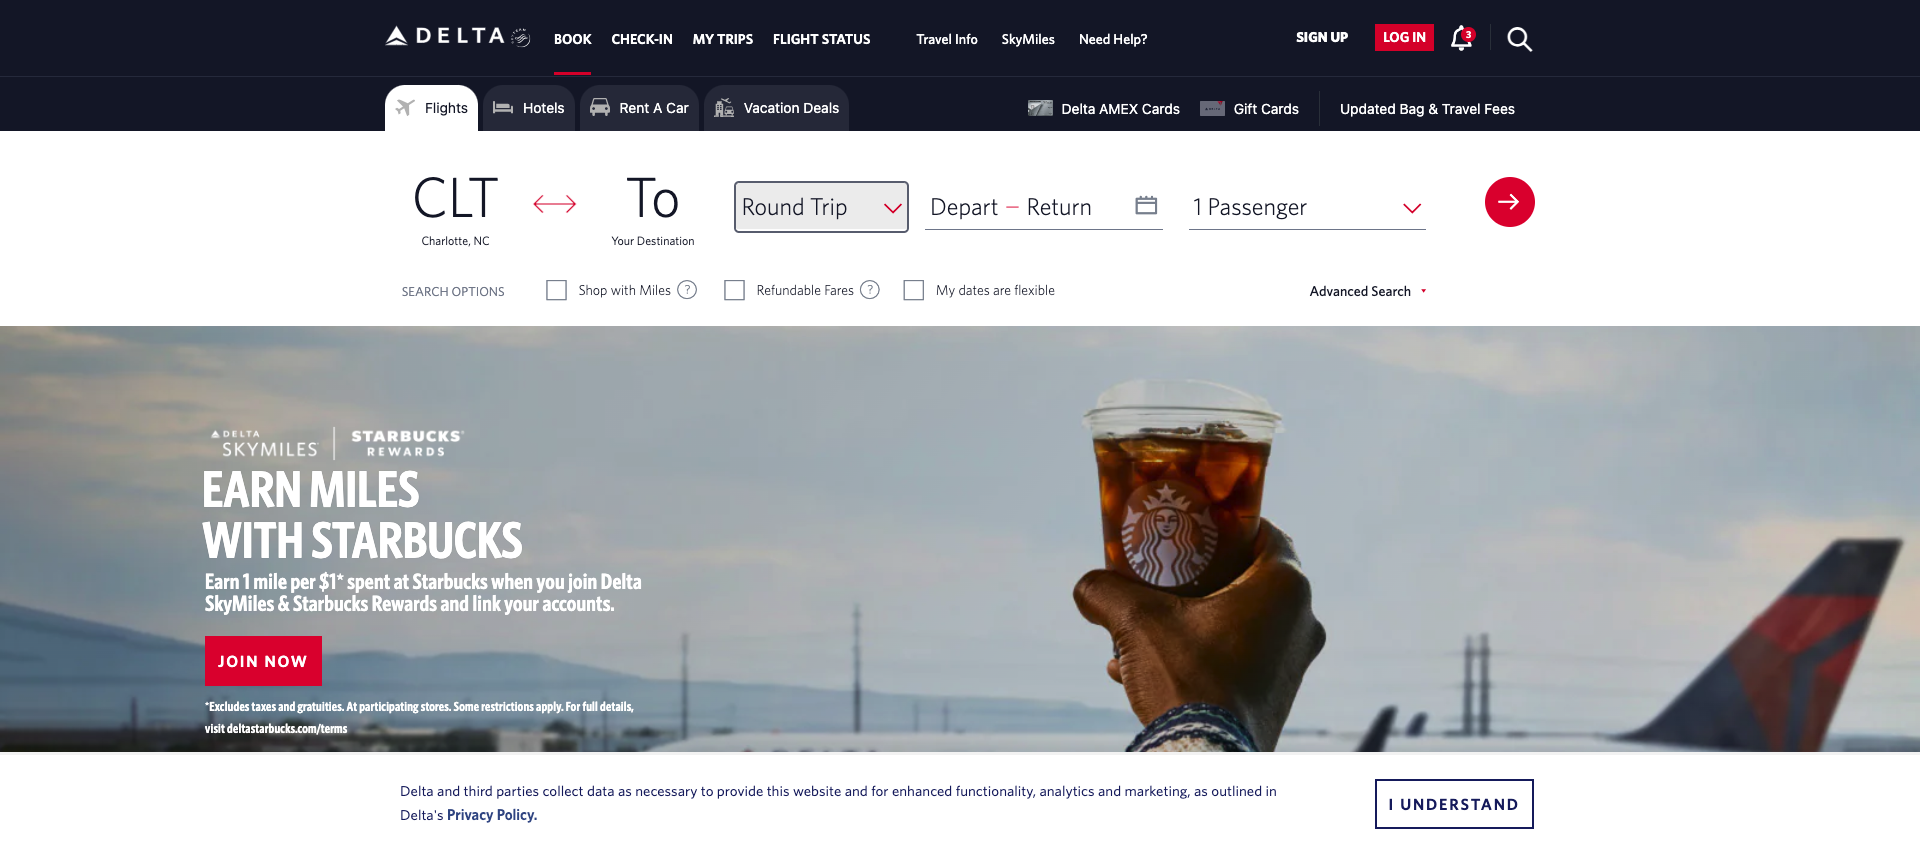 DELTA
BOOK CHECK-IN MY TRIPS FLIGHT STATUS Travel Info SkyMiles Need Help? SIGN UP LOG IN 3
Flights Hotels Rent A Car Vacation Deals Delta AMEX Cards Gift Cards Updated Bag & Travel Fees
CLT To Round Trip Depart – Return 1 Passenger
Charlotte, NC Your Destination
SEARCH OPTIONS Shop with Miles ? Refundable Fares ? My dates are flexible Advanced Search
DELTA
SKYMILES
STARBUCKS®
REWARDS
EARN MILES
WITH STARBUCKS
Earn 1 mile per $1* spent at Starbucks when you join Delta
SkyMiles & Starbucks Rewards and link your accounts.
JOIN NOW
*Excludes taxes and gratuities. At participating stores. Some restrictions apply. For full details,
visit deltastarbucks.com/terms
Delta and third parties collect data as necessary to provide this website and for enhanced functionality, analytics and marketing, as outlined in
Delta's Privacy Policy.
I UNDERSTAND